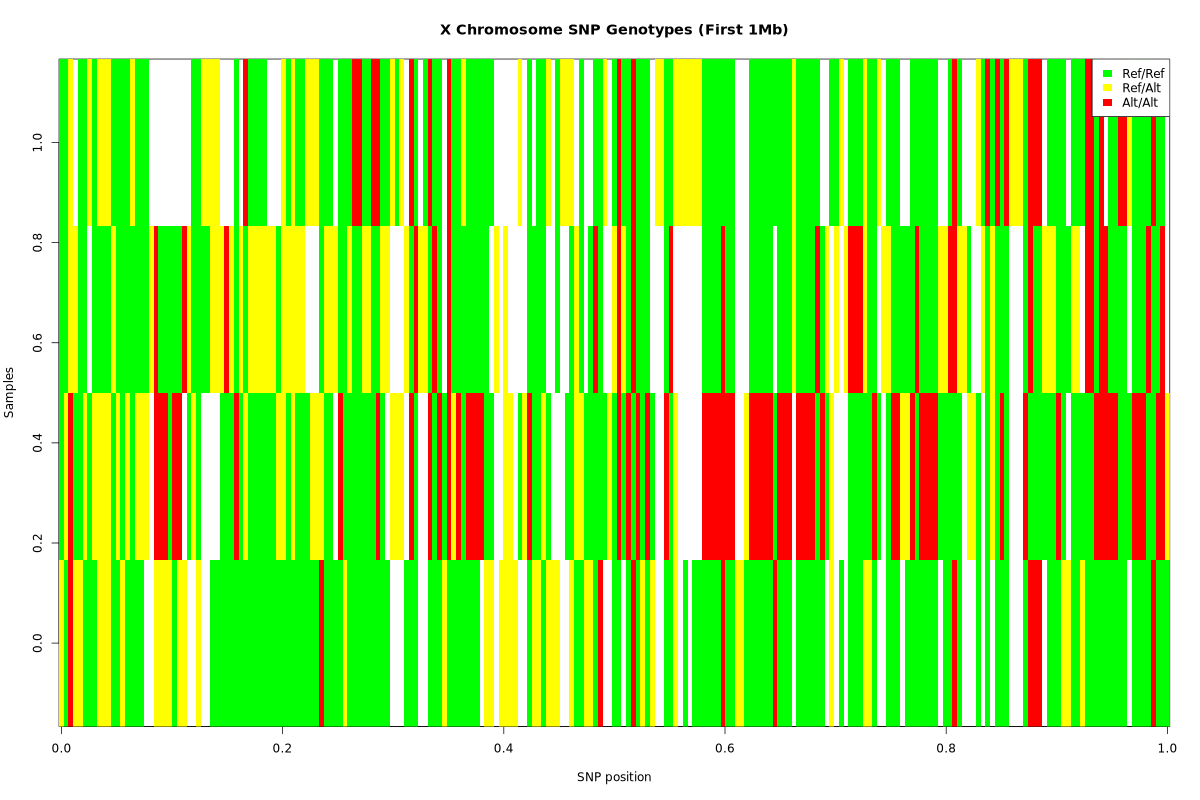 X Chromosome SNP Genotypes (First 1Mb)
Ref/Ref
Ref/Alt
Alt/Alt
1.0
0.8
0.6
0.4
0.2
0.0
Samples
0.0 0.2 0.4 0.6 0.8 1.0
SNP position